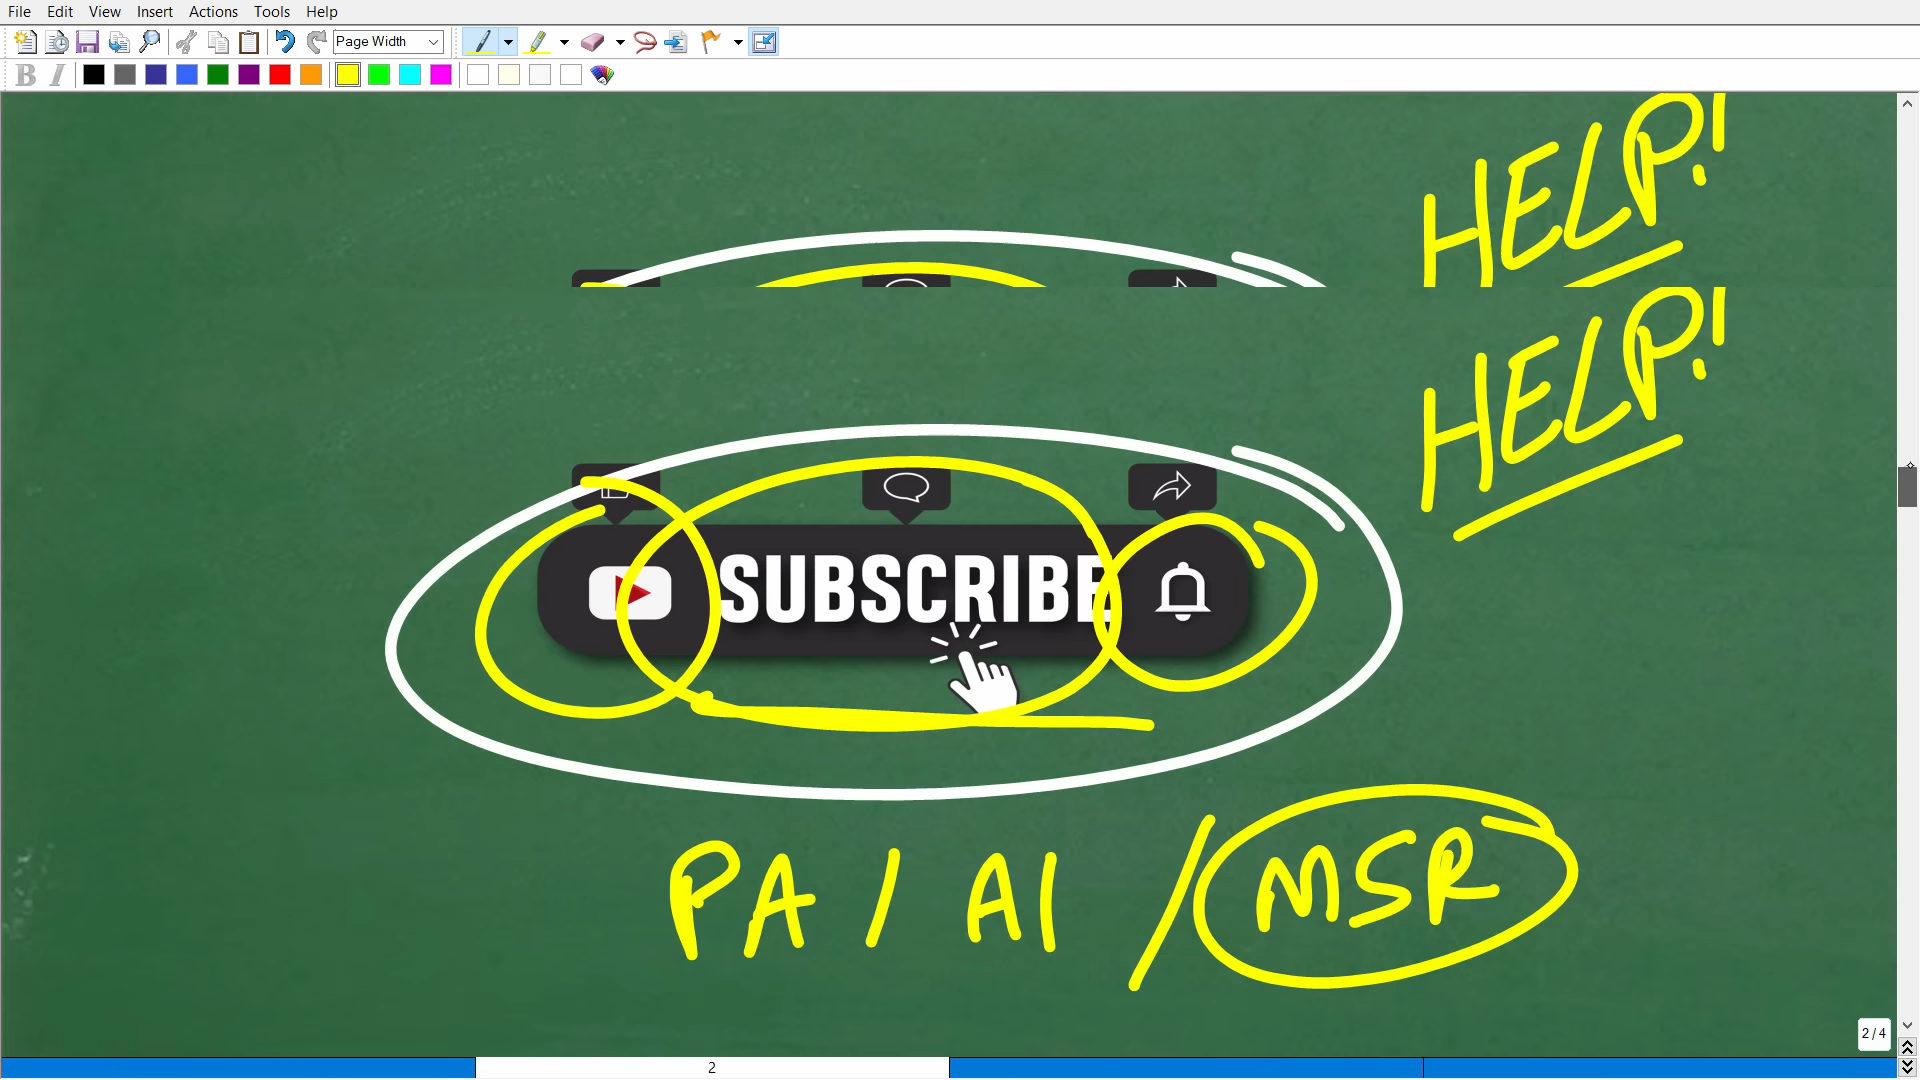 File Edit View Insert Actions Tools Help
Page Width
B I
HELP!
HELP!
SUBSCRIBE
PA / AI / MSR
2 / 4
2